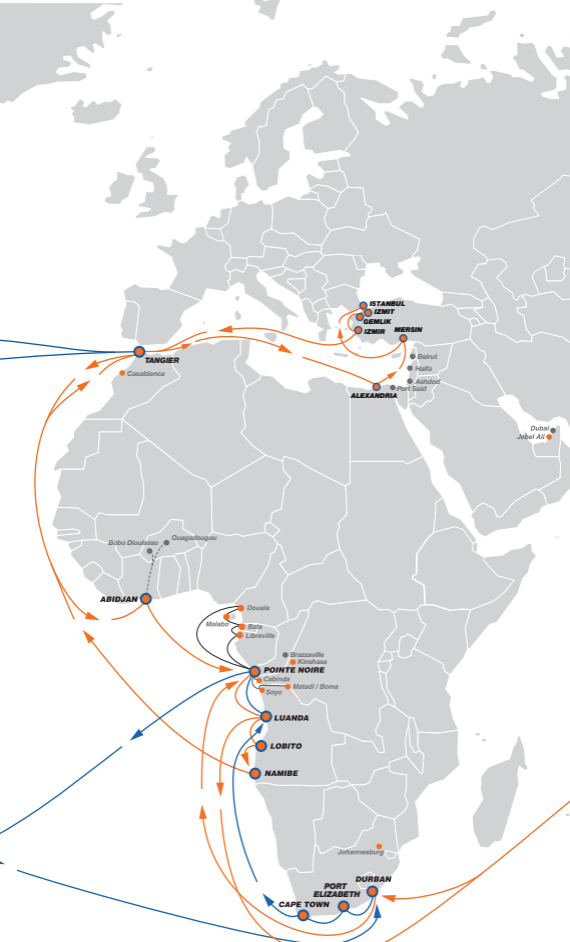 ISTANBUL
IZMIT
GEMLIK
IZMIR
MERSIN
TANGIER
Beirut
Haifa
Casablanca
Ashdod
Port Said
ALEXANDRIA
Dubai
Jebel Ali
Ouagadougou
Bobo Dioulasso
ABIDJAN
Douala
Malabo
Bata
Libreville
Brazzaville
Kinshasa
POINTE NOIRE
Cabinda
Matadi / Boma
Soyo
LUANDA
LOBITO
NAMIBE
Johannesburg
DURBAN
PORT
ELIZABETH
CAPE TOWN